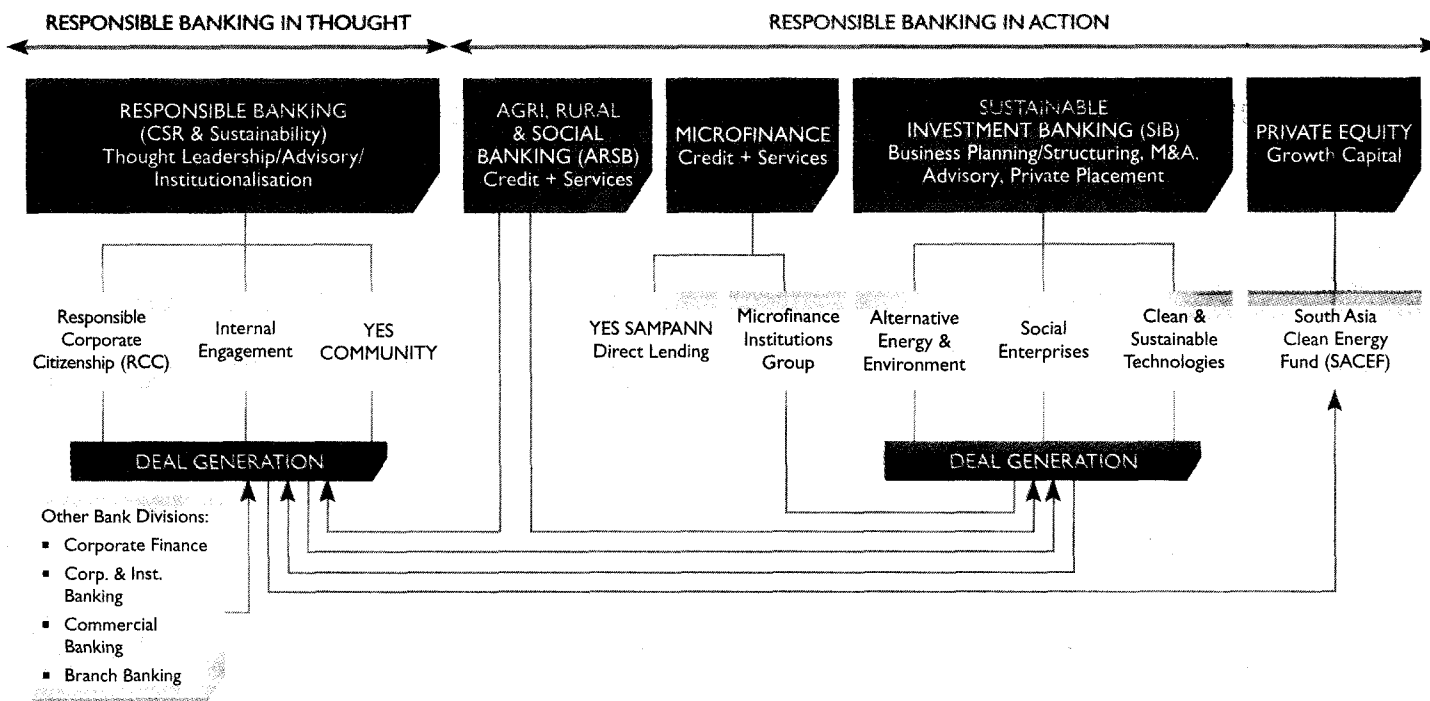 RESPONSIBLE BANKING IN THOUGHT
RESPONSIBLE BANKING IN ACTION
RESPONSIBLE BANKING
(CSR & Sustainability)
Thought Leadership/Advisory/
Institutionalisation
AGRI, RURAL
& SOCIAL
BANKING (ARSB)
Credit + Services
MICROFINANCE
Credit + Services
SUSTAINABLE
INVESTMENT BANKING (SIB)
Business Planning/Structuring, M&A,
Advisory, Private Placement
PRIVATE EQUITY
Growth Capital
Responsible
Corporate
Citizenship (RCC)
Internal
Engagement
YES
COMMUNITY
YES SAMPANN
Direct Lending
Microfinance
Institutions
Group
Alternative
Energy &
Environment
Social
Enterprises
Clean &
Sustainable
Technologies
South Asia
Clean Energy
Fund (SACEF)
DEAL GENERATION
DEAL GENERATION
Other Bank Divisions:
▪ Corporate Finance
▪ Corp. & Inst.
Banking
▪ Commercial
Banking
▪ Branch Banking